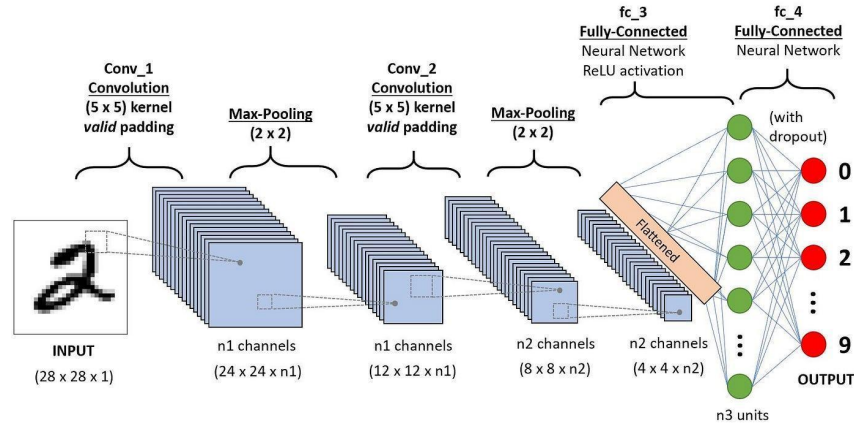 fc_3
Fully-Connected
Neural Network
ReLU activation
fc_4
Fully-Connected
Neural Network
Conv_1
Convolution
(5 x 5) kernel
valid padding
Max-Pooling
(2 x 2)
Conv_2
Convolution
(5 x 5) kernel
valid padding
Max-Pooling
(2 x 2)
(with
dropout)
Flattened
0
1
2
9
INPUT
(28 x 28 x 1)
n1 channels
(24 x 24 x n1)
n1 channels
(12 x 12 x n1)
n2 channels
(8 x 8 x n2)
n2 channels
(4 x 4 x n2)
OUTPUT
n3 units